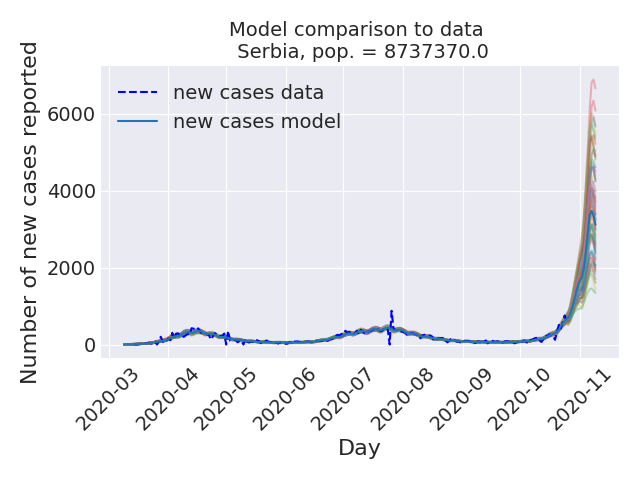 Model comparison to data
Serbia, pop. = 8737370.0
Number of new cases reported
new cases data
new cases model
6000
4000
2000
0
2020-03
2020-04
2020-05
2020-06
2020-07
2020-08
2020-09
2020-10
2020-11
Day